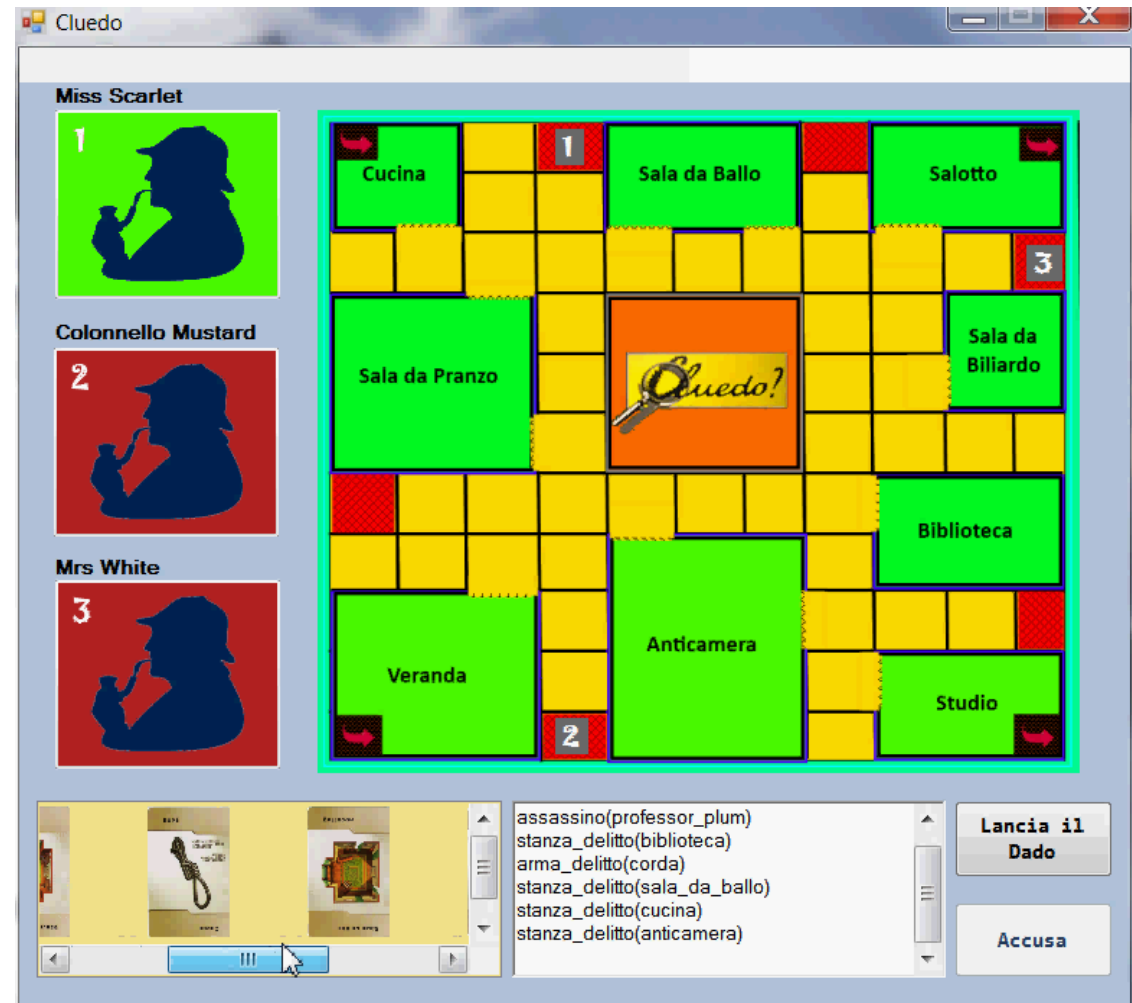 Cluedo
Miss Scarlet
1
Colonnello Mustard
2
Mrs White
3
1
Cucina
Sala da Ballo
Salotto
3
Sala da Pranzo
Cluedo?
Sala da
Biliardo
Biblioteca
Anticamera
Veranda
Studio
2
assassino(professor_plum)
stanza_delitto(biblioteca)
arma_delitto(corda)
stanza_delitto(sala_da_ballo)
stanza_delitto(cucina)
stanza_delitto(anticamera)
Lancia il
Dado
Accusa